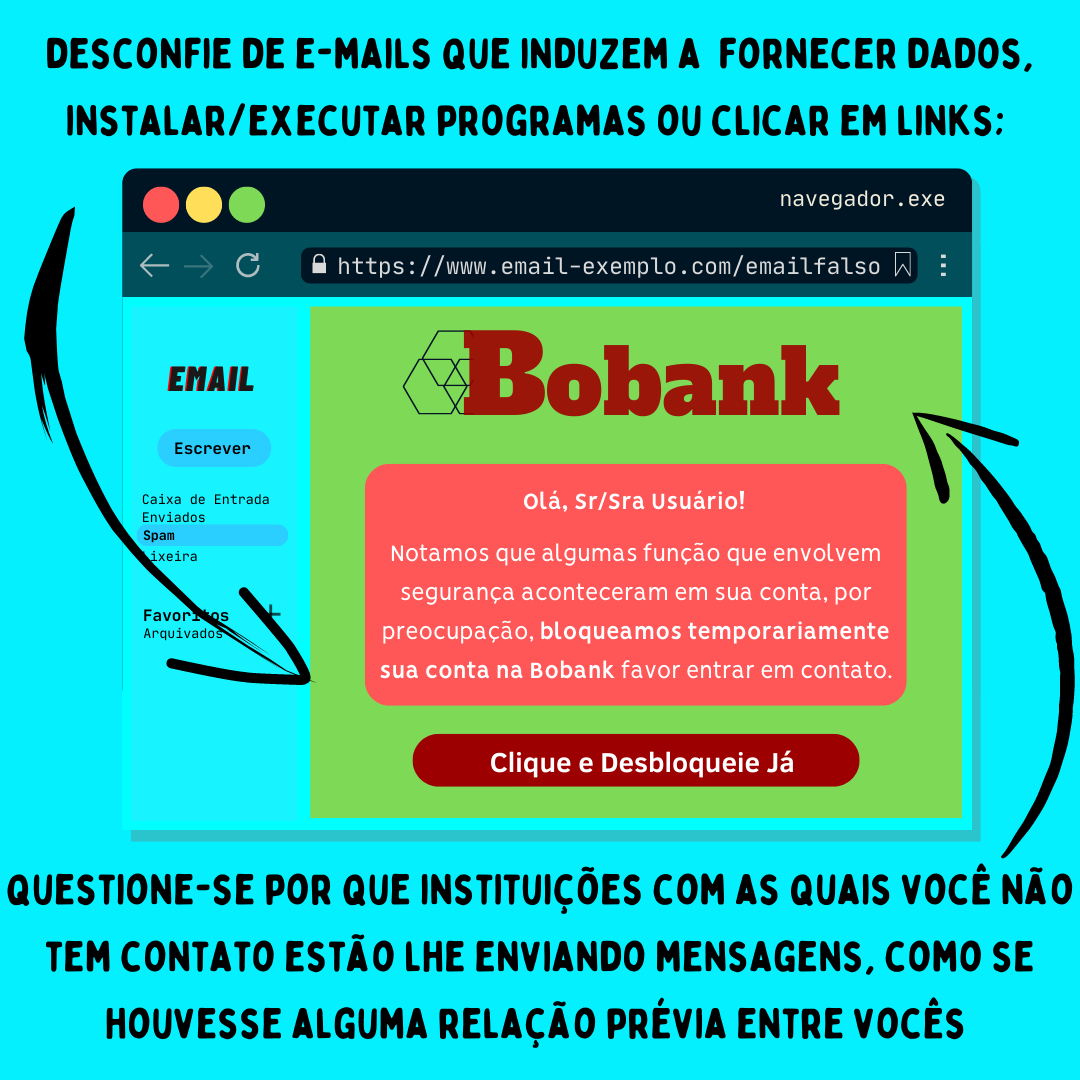 DESCONFIE DE E-MAILS QUE INDUZEM A FORNECER DADOS,
INSTALAR/EXECUTAR PROGRAMAS OU CLICAR EM LINKS:
navegador.exe
https://www.email-exemplo.com/emailfalso
EMAIL
Escrever
Caixa de Entrada
Enviados
Spam
Lixeira
Favoritos +
Arquivados
Bobank
Olá, Sr/Sra Usuário!
Notamos que algumas função que envolvem
segurança aconteceram em sua conta, por
preocupação, bloqueamos temporariamente
sua conta na Bobank favor entrar em contato.
Clique e Desbloqueie Já
QUESTIONE-SE POR QUE INSTITUIÇÕES COM AS QUAIS VOCÊ NÃO
TEM CONTATO ESTÃO LHE ENVIANDO MENSAGENS, COMO SE
HOUVESSE ALGUMA RELAÇÃO PRÉVIA ENTRE VOCÊS